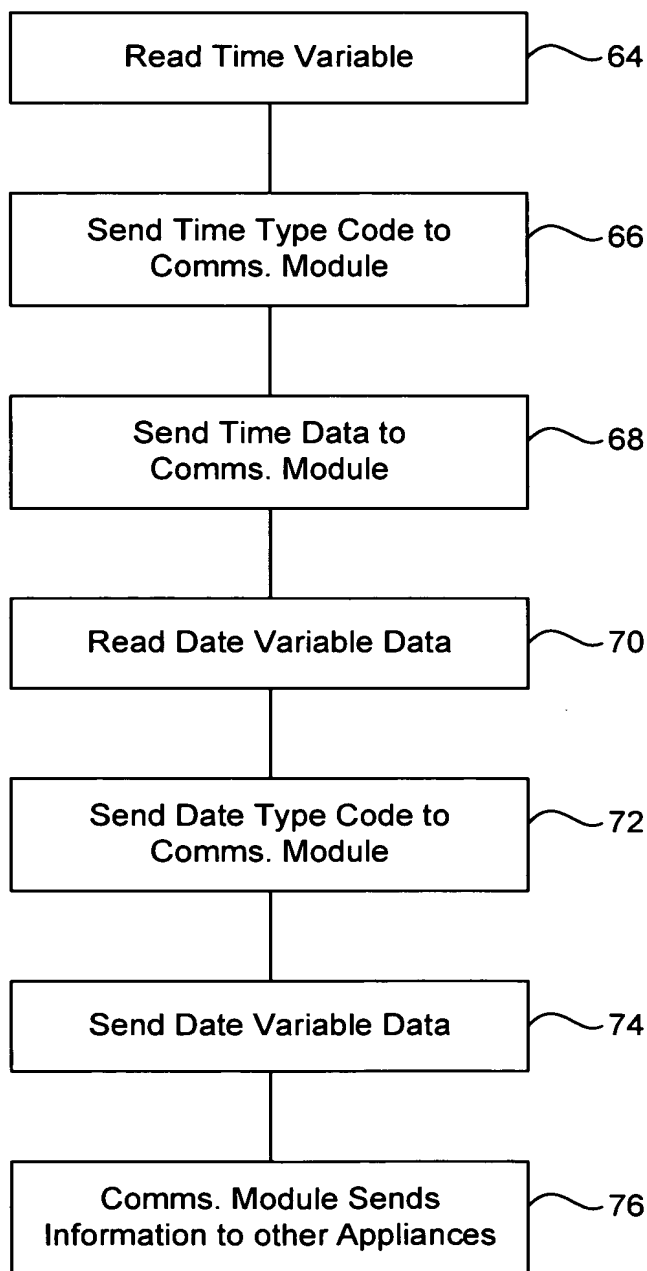 Read Time Variable
64
Send Time Type Code to
Comms. Module
66
Send Time Data to
Comms. Module
68
Read Date Variable Data
70
Send Date Type Code to
Comms. Module
72
Send Date Variable Data
74
Comms. Module Sends
Information to other Appliances
76